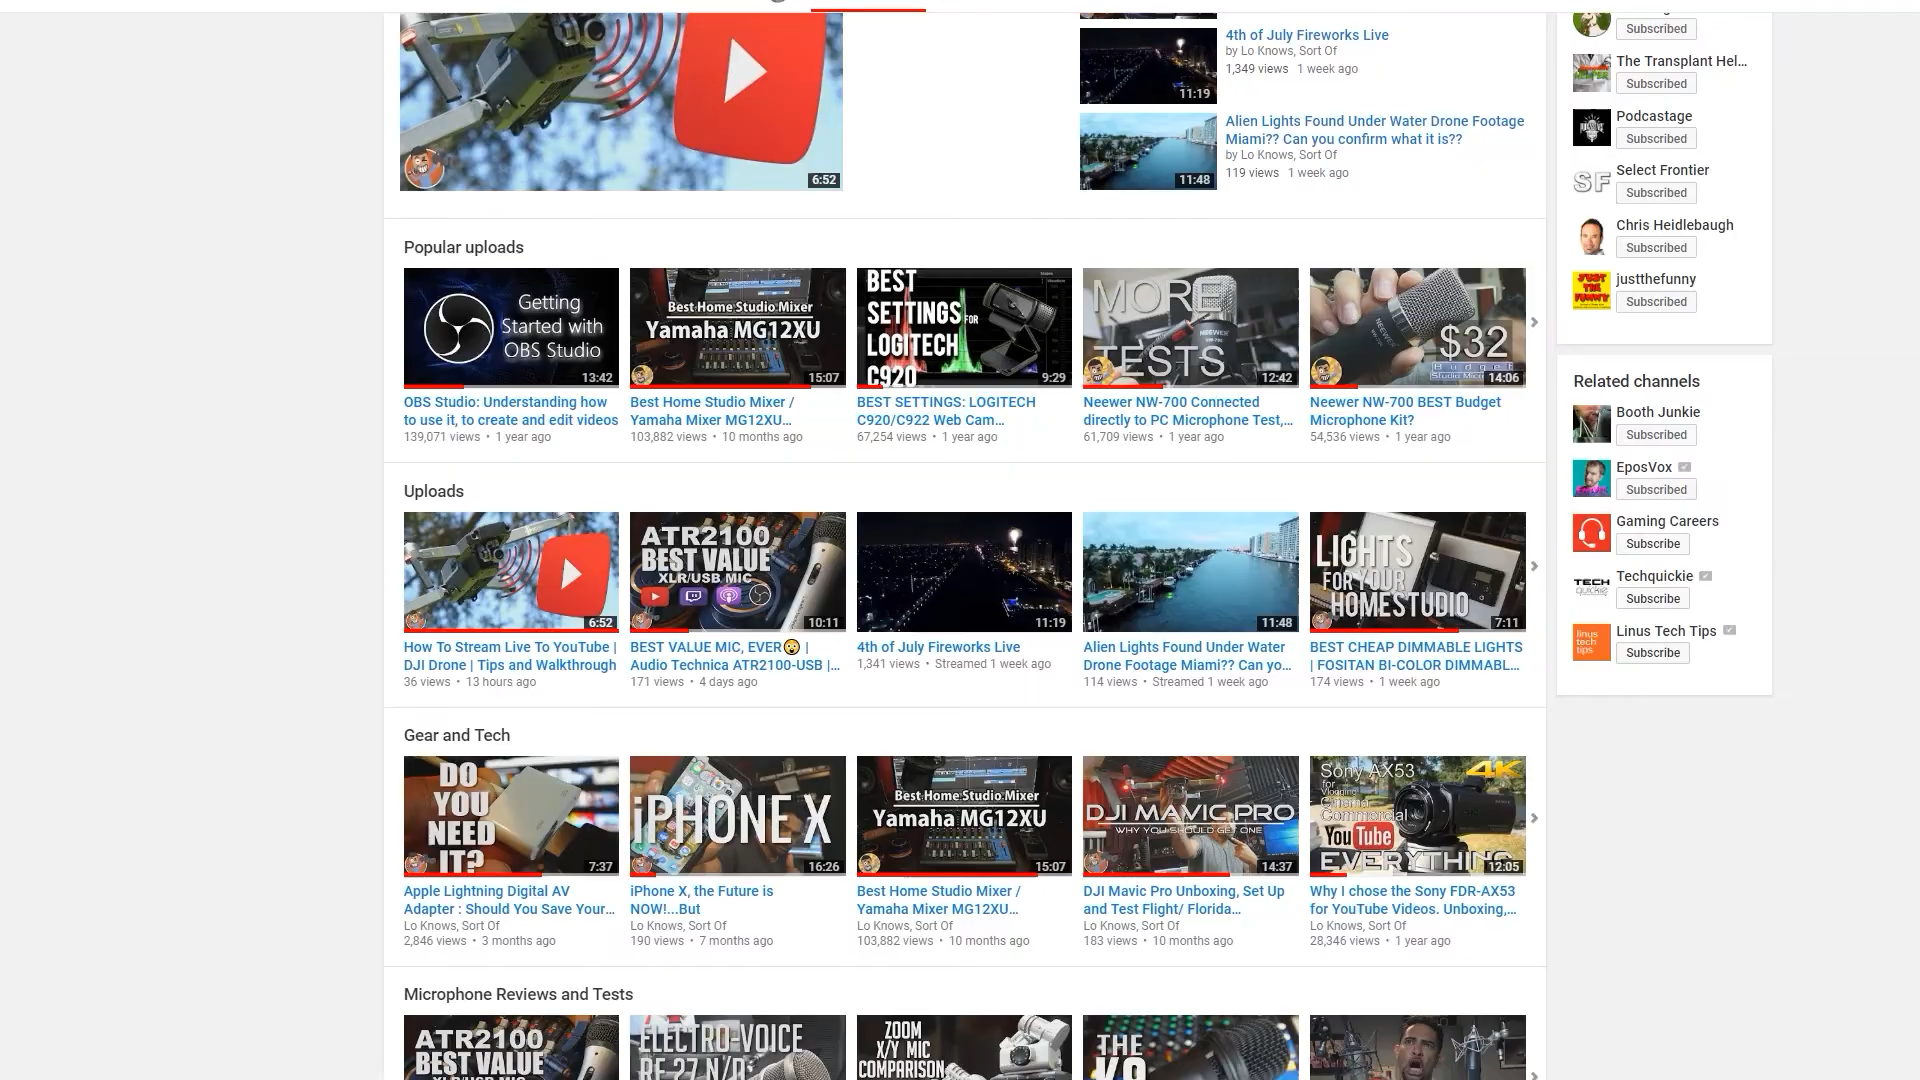 4th of July Fireworks Live
by Lo Knows, Sort Of
1,349 views 1 week ago
11:19
Alien Lights Found Under Water Drone Footage
Miami?? Can you confirm what it is??
by Lo Knows, Sort Of
119 views 1 week ago
11:48
6:52
Subscribed
The Transplant Hel...
Subscribed
Podcastage
Subscribed
SF
Select Frontier
Subscribed
Chris Heidlebaugh
Subscribed
JUST
THE
FUNNY
justthefunny
Subscribed
Popular uploads
Getting
Started with
OBS Studio
13:42
OBS Studio: Understanding how
to use it, to create and edit videos
139,071 views • 1 year ago
Best Home Studio Mixer
Yamaha MG12XU
15:07
Best Home Studio Mixer /
Yamaha Mixer MG12XU...
103,882 views • 10 months ago
BEST
SETTINGS FOR
LOGITECH
C920
9:29
BEST SETTINGS: LOGITECH
C920/C922 Web Cam...
67,254 views • 1 year ago
MORE
TESTS
NEEWER
12:42
Neewer NW-700 Connected
directly to PC Microphone Test,...
61,709 views • 1 year ago
NEEWER
$32
Budget
Studio Micr
14:06
Neewer NW-700 BEST Budget
Microphone Kit?
54,536 views • 1 year ago
Related channels
Booth Junkie
Subscribed
EposVox
Subscribed
Gaming Careers
Subscribe
TECH
QUICKIE
Techquickie
Subscribe
linus
tech
tips
Linus Tech Tips
Subscribe
Uploads
6:52
How To Stream Live To YouTube |
DJI Drone | Tips and Walkthrough
36 views • 13 hours ago
ATR2100
BEST VALUE
XLR/USB MIC
10:11
BEST VALUE MIC, EVER😲 |
Audio Technica ATR2100-USB |...
171 views • 4 days ago
11:19
4th of July Fireworks Live
1,341 views • Streamed 1 week ago
11:48
Alien Lights Found Under Water
Drone Footage Miami?? Can yo...
114 views • Streamed 1 week ago
LIGHTS
FOR YOUR
HOMESTUDIO
7:11
BEST CHEAP DIMMABLE LIGHTS
| FOSITAN BI-COLOR DIMMABL...
174 views • 1 week ago
Gear and Tech
DO
YOU
NEED
IT?
7:37
Apple Lightning Digital AV
Adapter : Should You Save Your...
Lo Knows, Sort Of
2,846 views • 3 months ago
iPHONE X
16:26
iPhone X, the Future is
NOW!...But
Lo Knows, Sort Of
190 views • 7 months ago
Best Home Studio Mixer
Yamaha MG12XU
15:07
Best Home Studio Mixer /
Yamaha Mixer MG12XU...
Lo Knows, Sort Of
103,882 views • 10 months ago
DJI MAVIC PRO
WHY YOU SHOULD GET ONE
14:37
DJI Mavic Pro Unboxing, Set Up
and Test Flight/ Florida...
Lo Knows, Sort Of
183 views • 10 months ago
Sony AX53
4K
for
Vlogging
Cinema
Commercial
YouTube
EVERYTHING
12:05
Why I chose the Sony FDR-AX53
for YouTube Videos. Unboxing,...
Lo Knows, Sort Of
28,346 views • 1 year ago
Microphone Reviews and Tests
ATR2100
BEST VALUE
XLR/USB MIC
ELECTRO-VOICE
RE 27 N/D:
ZOOM
X/Y MIC
COMPARISON
THE
K9